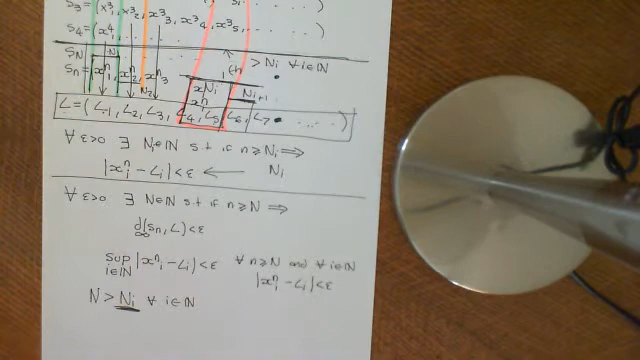 S₃ = (x³₁, x³₂, x³₃, x³₄, x³₅,
S₄ = (x⁴₁, . . . . . )
> Nᵢ ∀ i∈ℕ
S_N
Sₙ = xⁿ₁, xⁿ₂, xⁿ₃
N₂
xNᵢ Nᵢ₊₁
L = (L₁, L₂, L₃, L₄, L₅, L₆, L₇ . . . . )
∀ ε>0 ∃ Nᵢ∈ℕ s.t if n ≥ Nᵢ ⟹
|xⁿᵢ - Lᵢ| < ε ← Nᵢ
∀ ε>0 ∃ N∈ℕ s.t if n ≥ N ⟹
d∞(Sₙ, L) < ε
sup i∈ℕ |xⁿᵢ - Lᵢ| < ε ∀ n ≥ N and ∀ i∈ℕ
|xⁿᵢ - Lᵢ| < ε
N > Nᵢ ∀ i∈ℕ